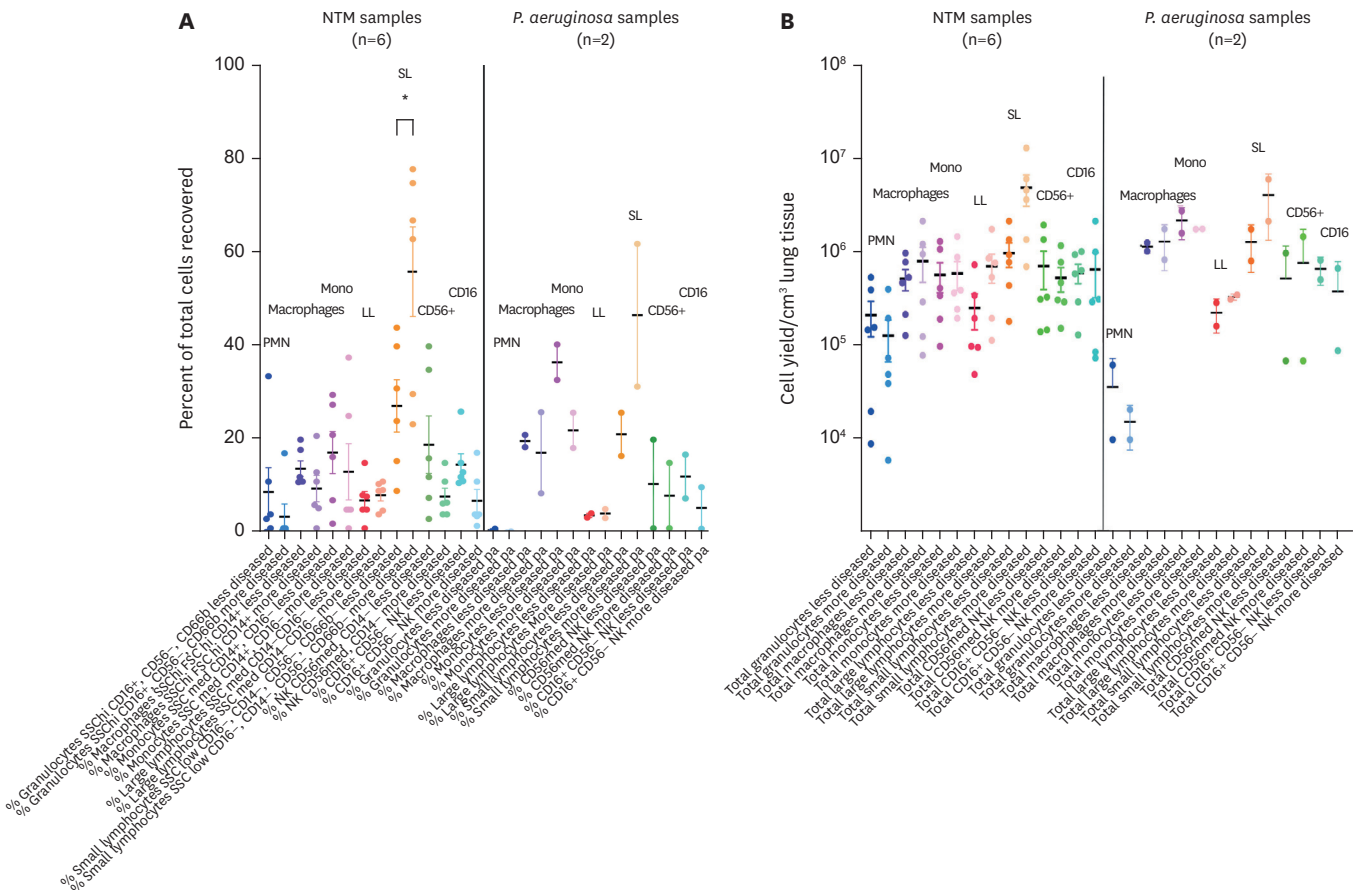 A
NTM samples
(n=6)
P. aeruginosa samples
(n=2)
Percent of total cells recovered
100
80
60
40
20
0
PMN
Macrophages
Mono
LL
SL
*
CD56+
CD16
PMN
Macrophages
Mono
LL
SL
CD56+
CD16
% Granulocytes SSChi CD16+, CD56−, CD66b less diseased
% Granulocytes SSChi CD16+, CD56−, CD66b more diseased
% Macrophages SSChi FSC hi CD14+ less diseased
% Macrophages SSChi FSC hi CD14+ more diseased
% Monocytes SSC med CD14+, CD16− less diseased
% Monocytes SSC med CD14+, CD16− more diseased
% Large lymphocytes SSC med CD14− CD16− less diseased
% Large lymphocytes SSC med CD14− CD16− more diseased
% Small lymphocytes SSC low CD16−, CD14−, CD56−, CD66b− less diseased
% Small lymphocytes SSC low CD16−, CD14−, CD56−, CD66b− more diseased
% NK CD56med CD14− less diseased
% NK CD56med CD14− more diseased
% CD16+ CD56− NK less diseased
% CD16+ CD56− NK more diseased
% Granulocytes less diseased pa
% Granulocytes more diseased pa
% Macrophages less diseased pa
% Macrophages more diseased pa
% Monocytes less diseased pa
% Monocytes more diseased pa
% Large lymphocytes less diseased pa
% Large lymphocytes more diseased pa
% Small lymphocytes less diseased pa
% Small lymphocytes more diseased pa
% CD56med NK less diseased pa
% CD56med NK more diseased pa
% CD16+ CD56− NK less diseased pa
% CD16+ CD56− NK more diseased pa
B
NTM samples
(n=6)
P. aeruginosa samples
(n=2)
Cell yield/cm³ lung tissue
10⁸
10⁷
10⁶
10⁵
10⁴
PMN
Macrophages
Mono
LL
SL
CD56+
CD16
PMN
Macrophages
Mono
LL
SL
CD56+
CD16
Total granulocytes less diseased
Total granulocytes more diseased
Total macrophages less diseased
Total macrophages more diseased
Total monocytes less diseased
Total monocytes more diseased
Total large lymphocytes less diseased
Total large lymphocytes more diseased
Total small lymphocytes less diseased
Total small lymphocytes more diseased
Total CD56med NK less diseased
Total CD56med NK more diseased
Total CD16+ CD56− NK less diseased
Total CD16+ CD56− NK more diseased
Total granulocytes less diseased
Total granulocytes more diseased
Total macrophages less diseased
Total macrophages more diseased
Total monocytes less diseased
Total monocytes more diseased
Total large lymphocytes less diseased
Total large lymphocytes more diseased
Total small lymphocytes less diseased
Total small lymphocytes more diseased
Total CD56med NK less diseased
Total CD56med NK more diseased
Total CD16+ CD56− NK less diseased
Total CD16+ CD56− NK more diseased